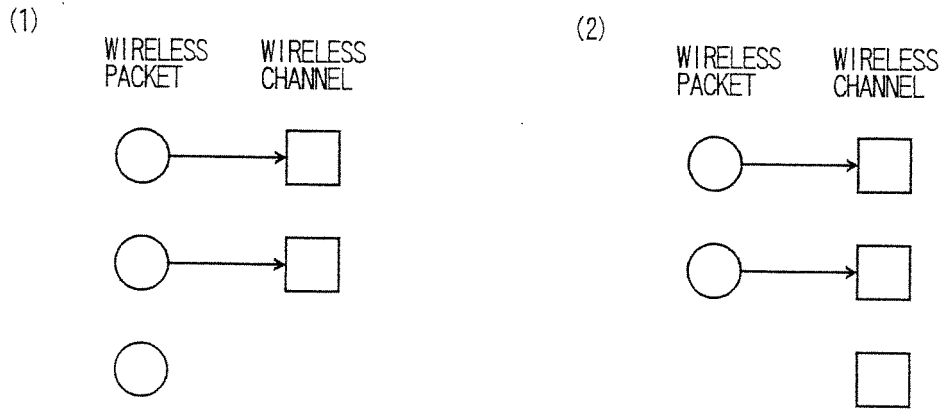 (1)
WIRELESS PACKET
WIRELESS CHANNEL
(2)
WIRELESS PACKET
WIRELESS CHANNEL